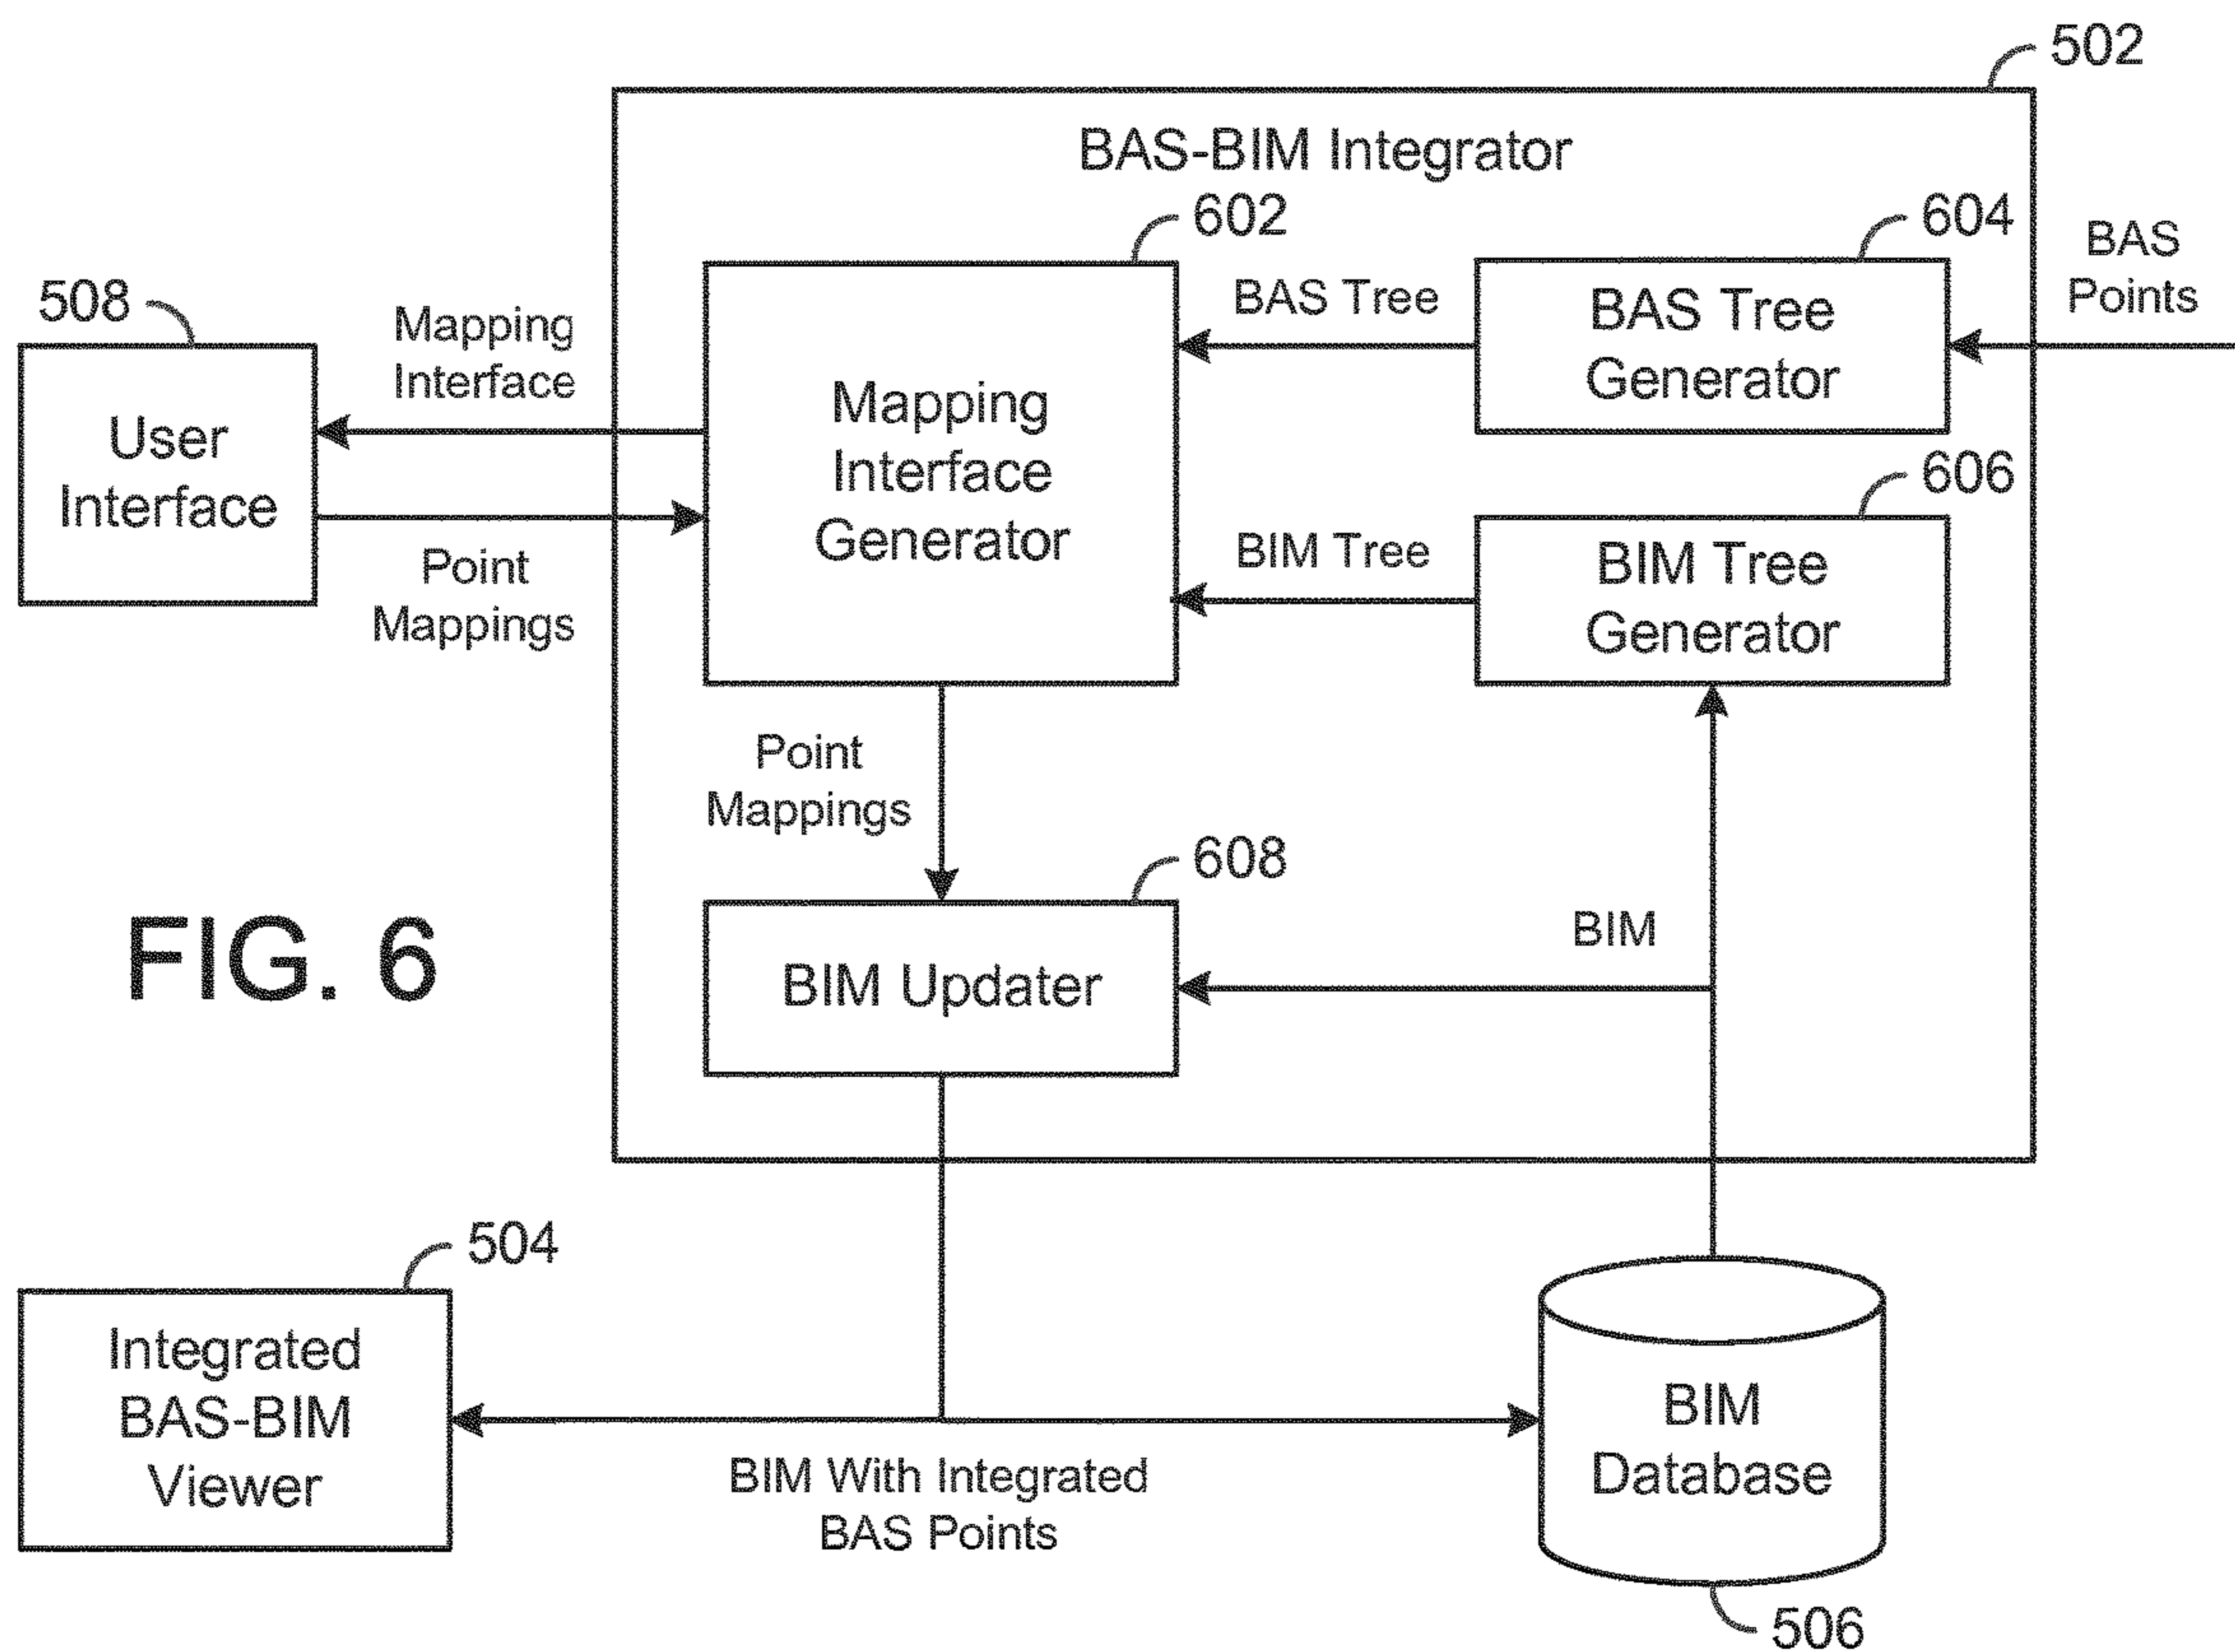 502
BAS-BIM Integrator
602
604
BAS
Points
508
Mapping
Interface
BAS Tree
BAS Tree
Generator
User
Interface
Mapping
Interface
Generator
606
Point
Mappings
BIM Tree
BIM Tree
Generator
Point
Mappings
608
BIM
FIG. 6
BIM Updater
504
Integrated
BAS-BIM
Viewer
BIM With Integrated
BAS Points
BIM
Database
506